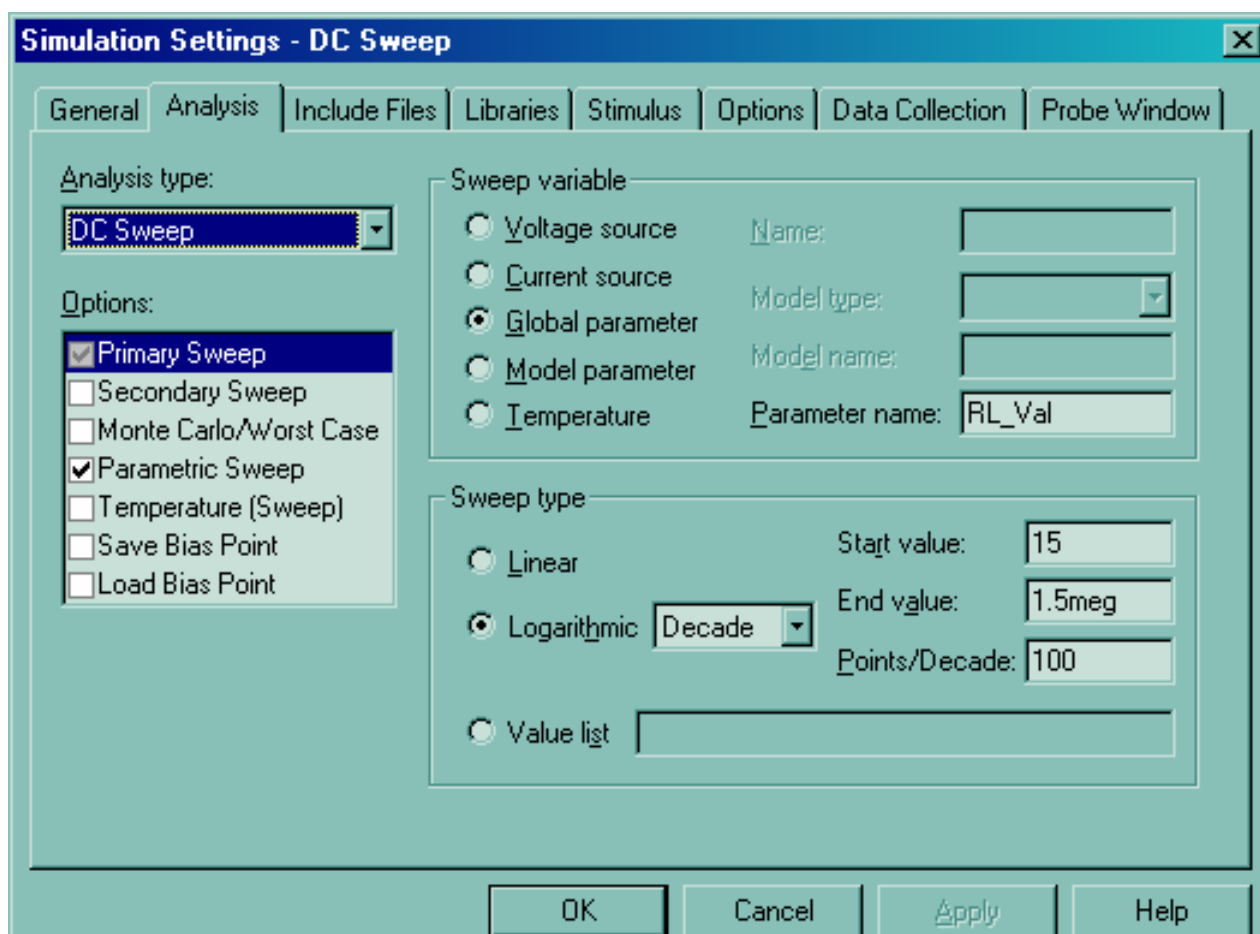 Simulation Settings - DC Sweep
General Analysis Include Files Libraries Stimulus Options Data Collection Probe Window
Analysis type:
DC Sweep
Options:
Primary Sweep
Secondary Sweep
Monte Carlo/Worst Case
Parametric Sweep
Temperature (Sweep)
Save Bias Point
Load Bias Point
Sweep variable
Voltage source
Current source
Global parameter
Model parameter
Temperature
Name:
Model type:
Model name:
Parameter name: RL_Val
Sweep type
Linear
Logarithmic Decade
Value list
Start value: 15
End value: 1.5meg
Points/Decade: 100
OK Cancel Apply Help